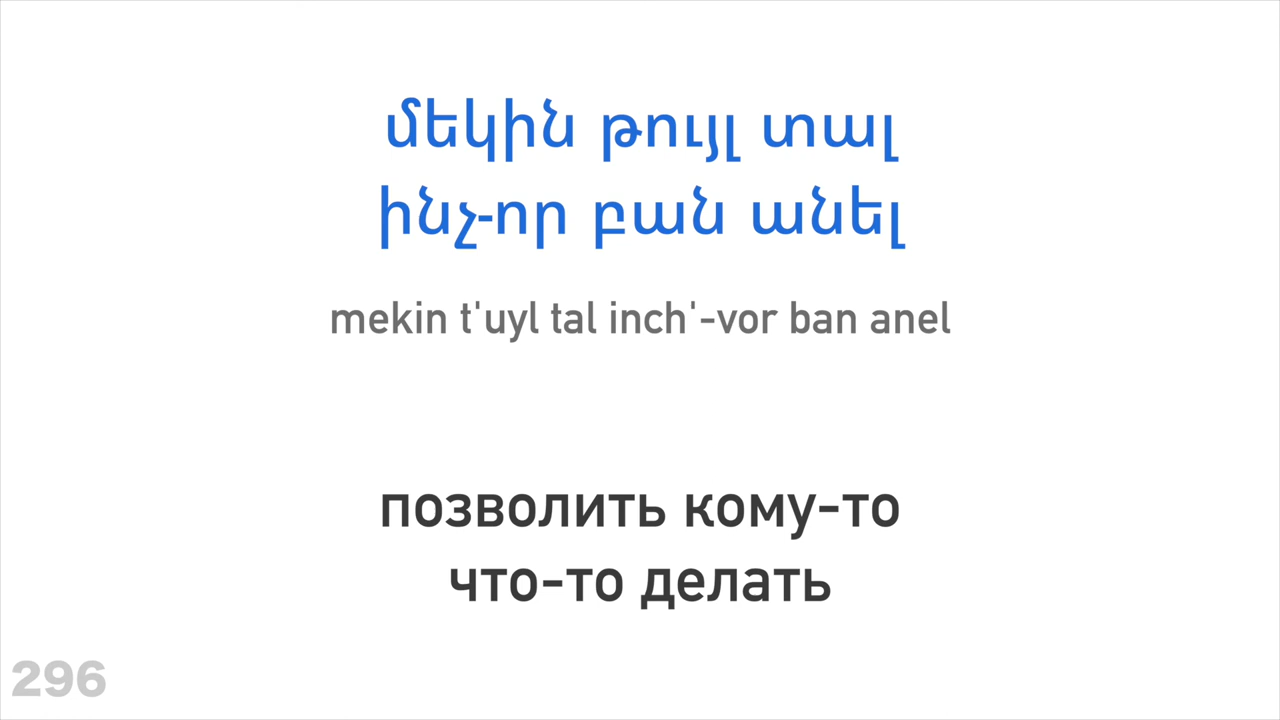 մեկին թույլ տալ
ինչ-որ բան անել
mekin t'uyl tal inch'-vor ban anel
позволить кому-то
что-то делать
296